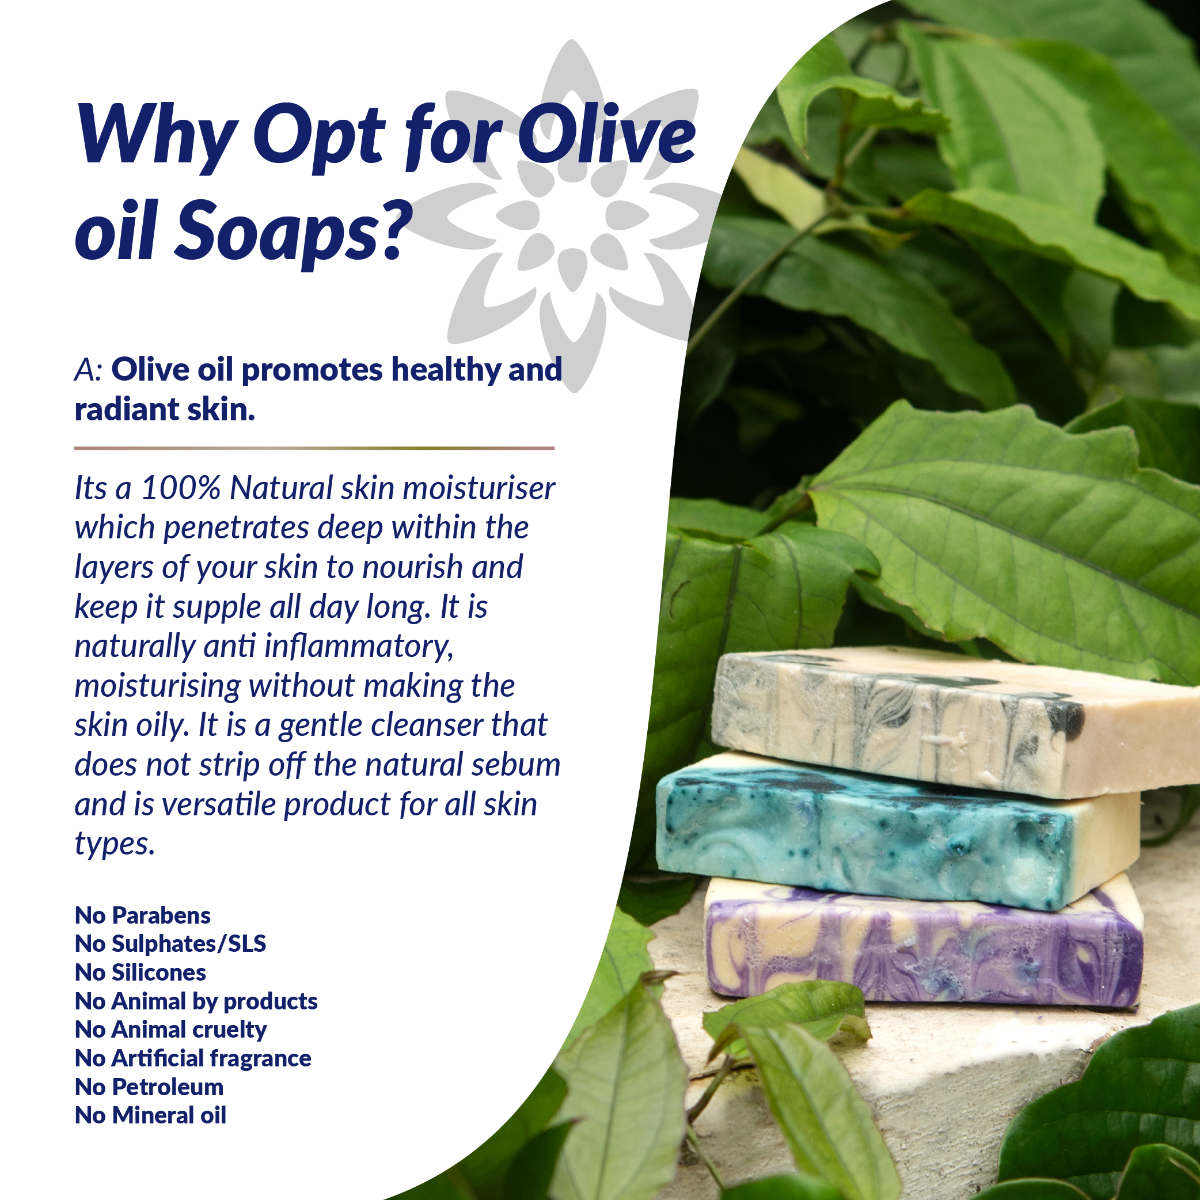 Why Opt for Olive
oil Soaps?
A: Olive oil promotes healthy and
radiant skin.
Its a 100% Natural skin moisturiser
which penetrates deep within the
layers of your skin to nourish and
keep it supple all day long. It is
naturally anti inflammatory,
moisturising without making the
skin oily. It is a gentle cleanser that
does not strip off the natural sebum
and is versatile product for all skin
types.
No Parabens
No Sulphates/SLS
No Silicones
No Animal by products
No Animal cruelty
No Artificial fragrance
No Petroleum
No Mineral oil